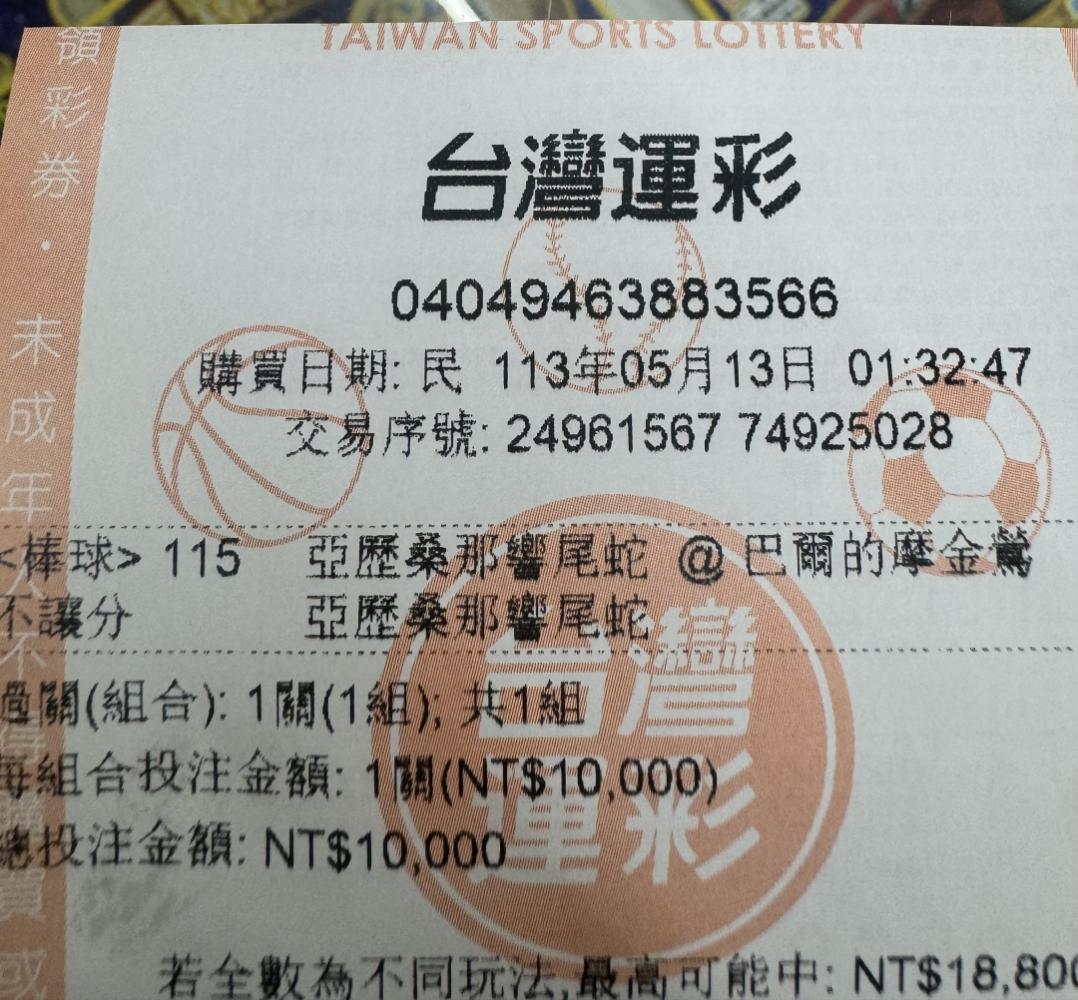 TAIWAN SPORTS LOTTERY
台灣運彩
04049463883566
購買日期: 民 113年05月13日 01:32:47
交易序號: 24961567 74925028
<棒球> 115 亞歷桑那響尾蛇 @ 巴爾的摩金鶯
不讓分 亞歷桑那響尾蛇
過關(組合): 1關(1組); 共1組
每組合投注金額: 1關(NT$10,000)
總投注金額: NT$10,000
若全數為不同玩法,最高可能中: NT$18,800
台灣
運彩
領彩券・未成年人不得購買或